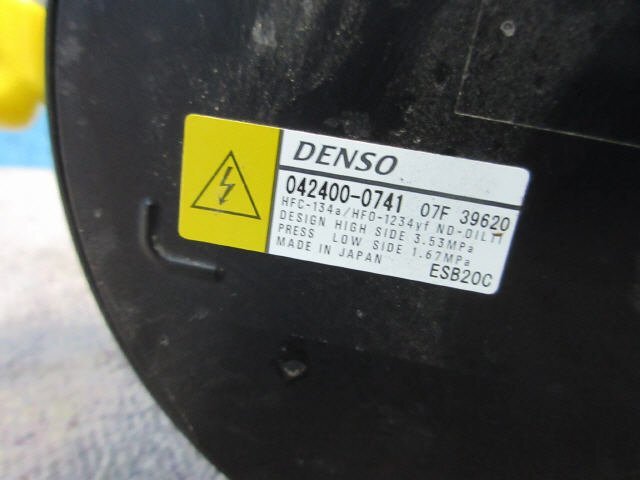 DENSO
042400-0741 07F 39620
HFC-134a/HFO-1234yf ND-OIL11
DESIGN HIGH SIDE 3.53MPa
PRESS LOW SIDE 1.67MPa
MADE IN JAPAN ESB20C